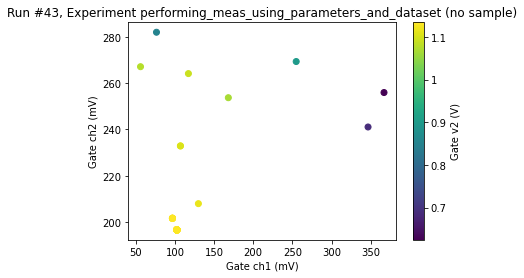 Run #43, Experiment performing_meas_using_parameters_and_dataset (no sample)
280
260
240
220
200
Gate ch2 (mV)
50 100 150 200 250 300 350
Gate ch1 (mV)
1.1
1
0.9
0.8
0.7
Gate v2 (V)